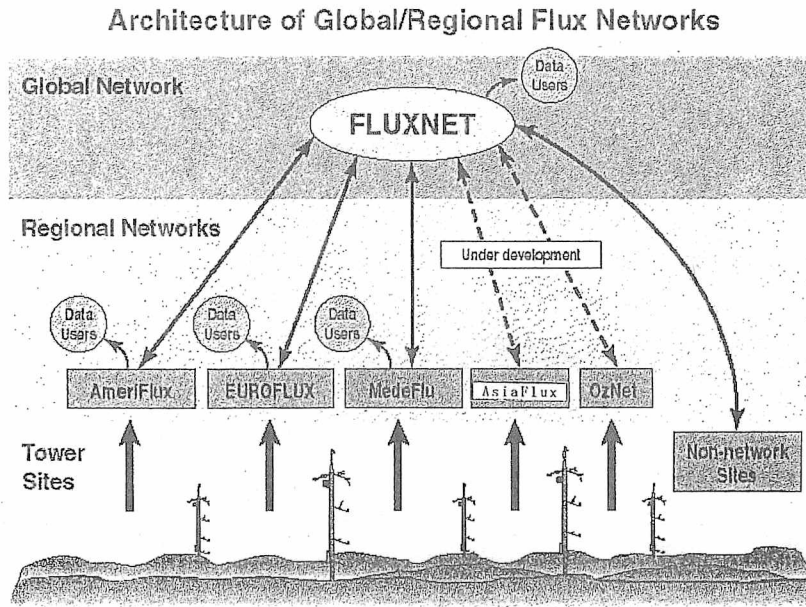 Architecture of Global/Regional Flux Networks
Global Network
Data
Users
FLUXNET
Regional Networks
Under development
Data
Users
Data
Users
Data
Users
AmeriFlux
EUROFLUX
MedeFlu
AsiaFlux
OzNet
Tower
Sites
Non-network
Sites